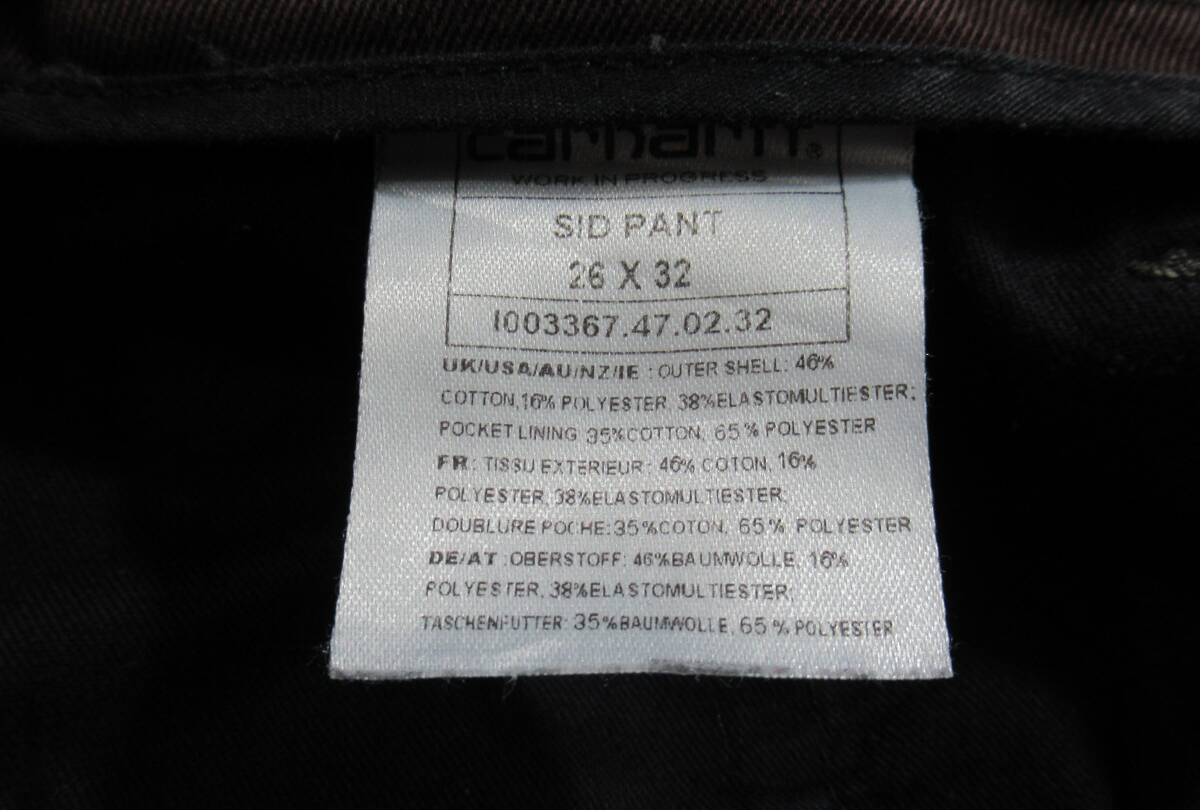 carhartt®
WORK IN PROGRESS
SID PANT
26 X 32
I003367.47.02.32
UK/USA/AU/NZ/IE : OUTER SHELL: 46%
COTTON,16% POLYESTER, 38%ELASTOMULTIESTER;
POCKET LINING 35%COTTON, 65% POLYESTER
FR: TISSU EXTERIEUR: 46% COTON, 16%
POLYESTER, 38%ELASTOMULTIESTER;
DOUBLURE POCHE:35%COTON, 65% POLYESTER
DE/AT :OBERSTOFF: 46%BAUMWOLLE, 16%
POLYESTER, 38%ELASTOMULTIESTER;
TASCHENFUTTER: 35%BAUMWOLLE, 65% POLYESTER